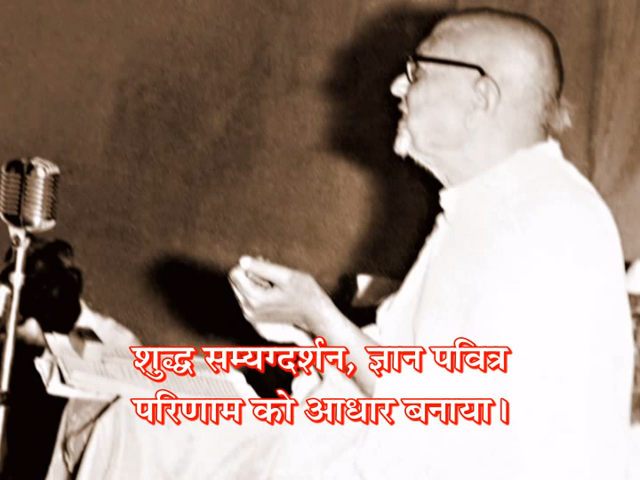 शुद्ध सम्यग्दर्शन, ज्ञान पवित्र
परिणाम को आधार बनाया।